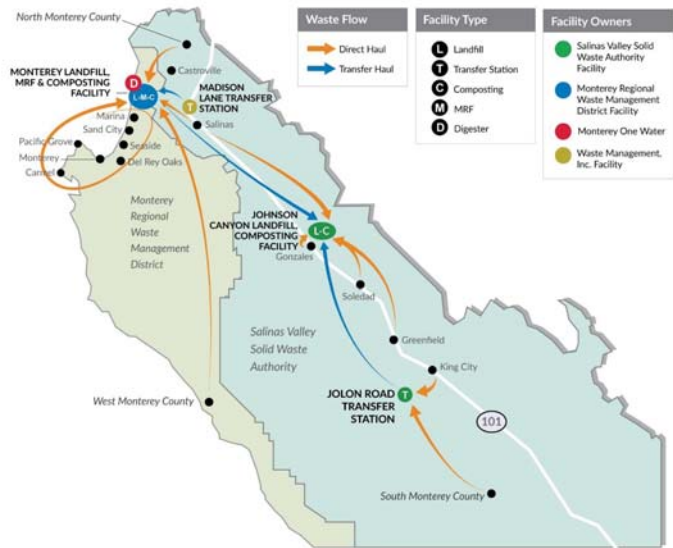 North Monterey County
MONTEREY LANDFILL,
MRF & COMPOSTING
FACILITY
D
L-M-C
Castroville
MADISON
LANE TRANSFER
STATION
T
Salinas
Marina
Sand City
Pacific Grove
Seaside
Monterey
Del Rey Oaks
Carmel
Monterey
Regional
Waste
Management
District
JOHNSON
CANYON LANDFILL,
COMPOSTING
FACILITY
L-C
Gonzales
Soledad
Greenfield
King City
Salinas Valley
Solid Waste
Authority
West Monterey County
JOLON ROAD
TRANSFER
STATION
T
101
South Monterey County
Waste Flow
Direct Haul
Transfer Haul
Facility Type
L Landfill
T Transfer Station
C Composting
M MRF
D Digester
Facility Owners
Salinas Valley Solid
Waste Authority
Facility
Monterey Regional
Waste Management
District Facility
Monterey One Water
Waste Management,
Inc. Facility